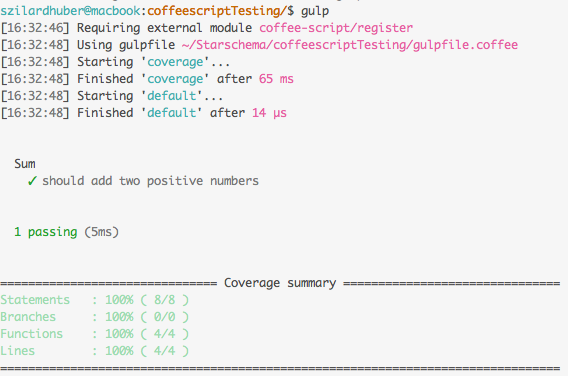 szilardhuber@macbook:coffeescriptTesting/$ gulp
[16:32:46] Requiring external module coffee-script/register
[16:32:48] Using gulpfile ~/Starschema/coffeescriptTesting/gulpfile.coffee
[16:32:48] Starting 'coverage'...
[16:32:48] Finished 'coverage' after 65 ms
[16:32:48] Starting 'default'...
[16:32:48] Finished 'default' after 14 μs
Sum
✓ should add two positive numbers
1 passing (5ms)
=============================== Coverage summary ===============================
Statements   : 100% ( 8/8 )
Branches     : 100% ( 0/0 )
Functions    : 100% ( 4/4 )
Lines        : 100% ( 4/4 )
================================================================================